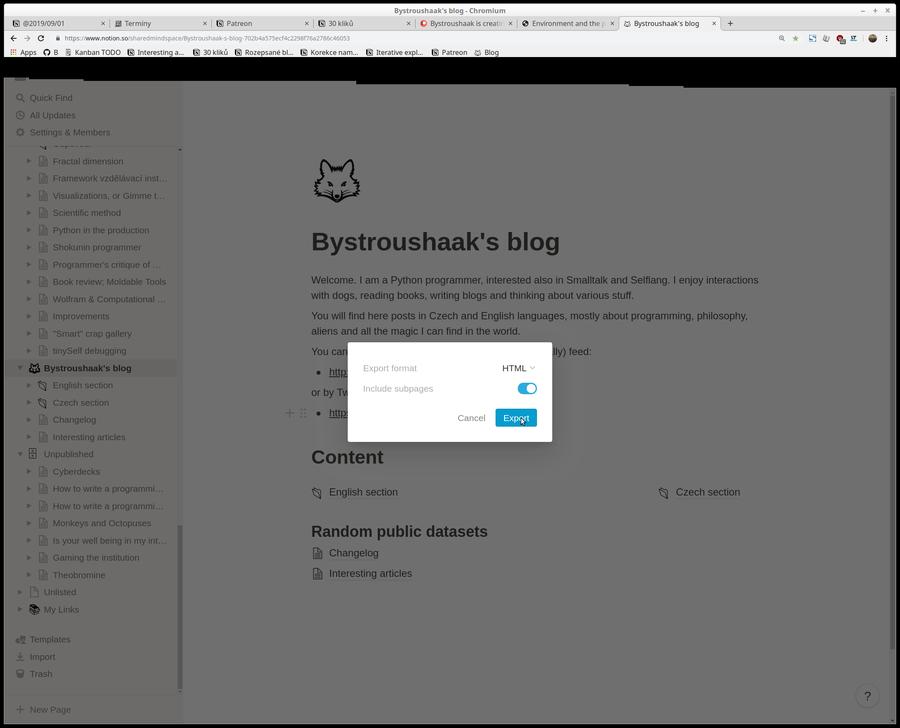 Bystroushaak's blog - Chromium
@2019/09/01
Termíny
Patreon
30 kliků
Bystroushaak is creatin
Environment and the p
Bystroushaak's blog
https://www.notion.so/sharedmindspace/Bystroushaak-s-blog-702b4a575ecf4c2298f76a2786c46053
Apps
B
Kanban TODO
Interesting a...
30 kliků
Rozepsané bl...
Korekce nam...
Iterative expl...
Patreon
Blog
Quick Find
All Updates
Settings & Members
Fractal dimension
Framework vzdělávací inst...
Visualizations, or Gimme t...
Scientific method
Python in the production
Shokunin programmer
Programmer's critique of ...
Book review; Moldable Tools
Wolfram & Computational ...
Improvements
"Smart" crap gallery
tinySelf debugging
Bystroushaak's blog
English section
Czech section
Changelog
Interesting articles
Unpublished
Cyberdecks
How to write a programmi...
How to write a programmi...
Monkeys and Octopuses
Is your well being in my int...
Gaming the institution
Theobromine
Unlisted
My Links
Templates
Import
Trash
New Page
Bystroushaak's blog
Welcome. I am a Python programmer, interested also in Smalltalk and Selflang. I enjoy interactions
with dogs, reading books, writing blogs and thinking about various stuff.
You will find here posts in Czech and English languages, mostly about programming, philosophy,
aliens and all the magic I can find in the world.
You can lly) feed:
http
or by Tw
https
Export format
HTML
Include subpages
Cancel
Export
Content
English section
Czech section
Random public datasets
Changelog
Interesting articles
?